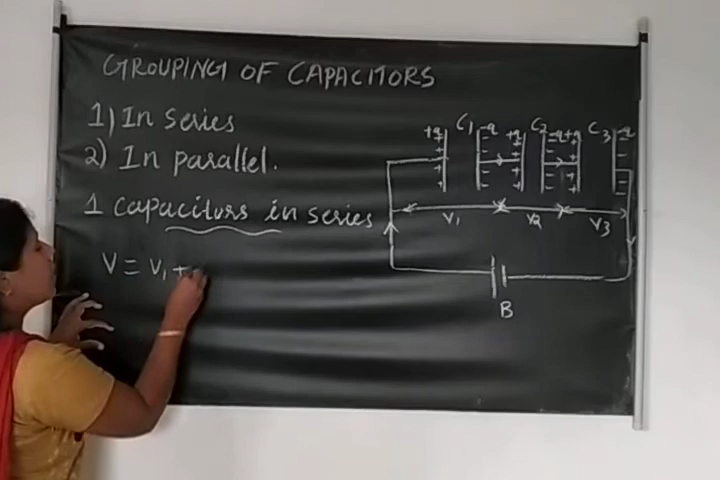 GROUPING OF CAPACITORS
1) In Series
2) In parallel.
1 Capacitors in series
V = V1 +
+q C1 -q +q C2 -q +q C3 -q
V1 V2 V3
B